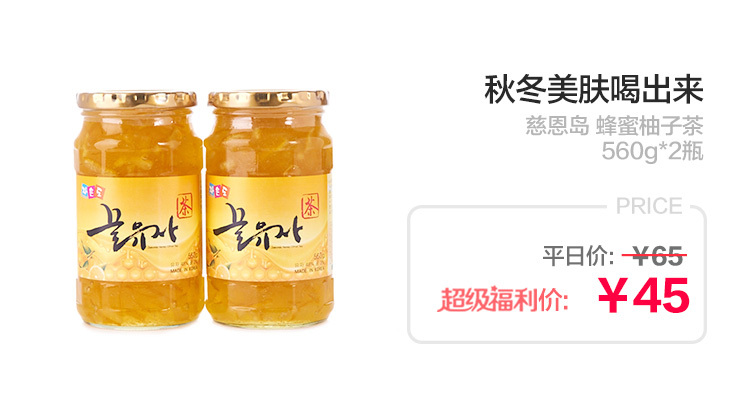 秋冬美肤喝出来
慈恩岛 蜂蜜柚子茶
560g*2瓶
PRICE
平日价: ￥65
超级福利价: ￥45
茶
꿀유자
MADE IN KOREA
茶
꿀유자
MADE IN KOREA